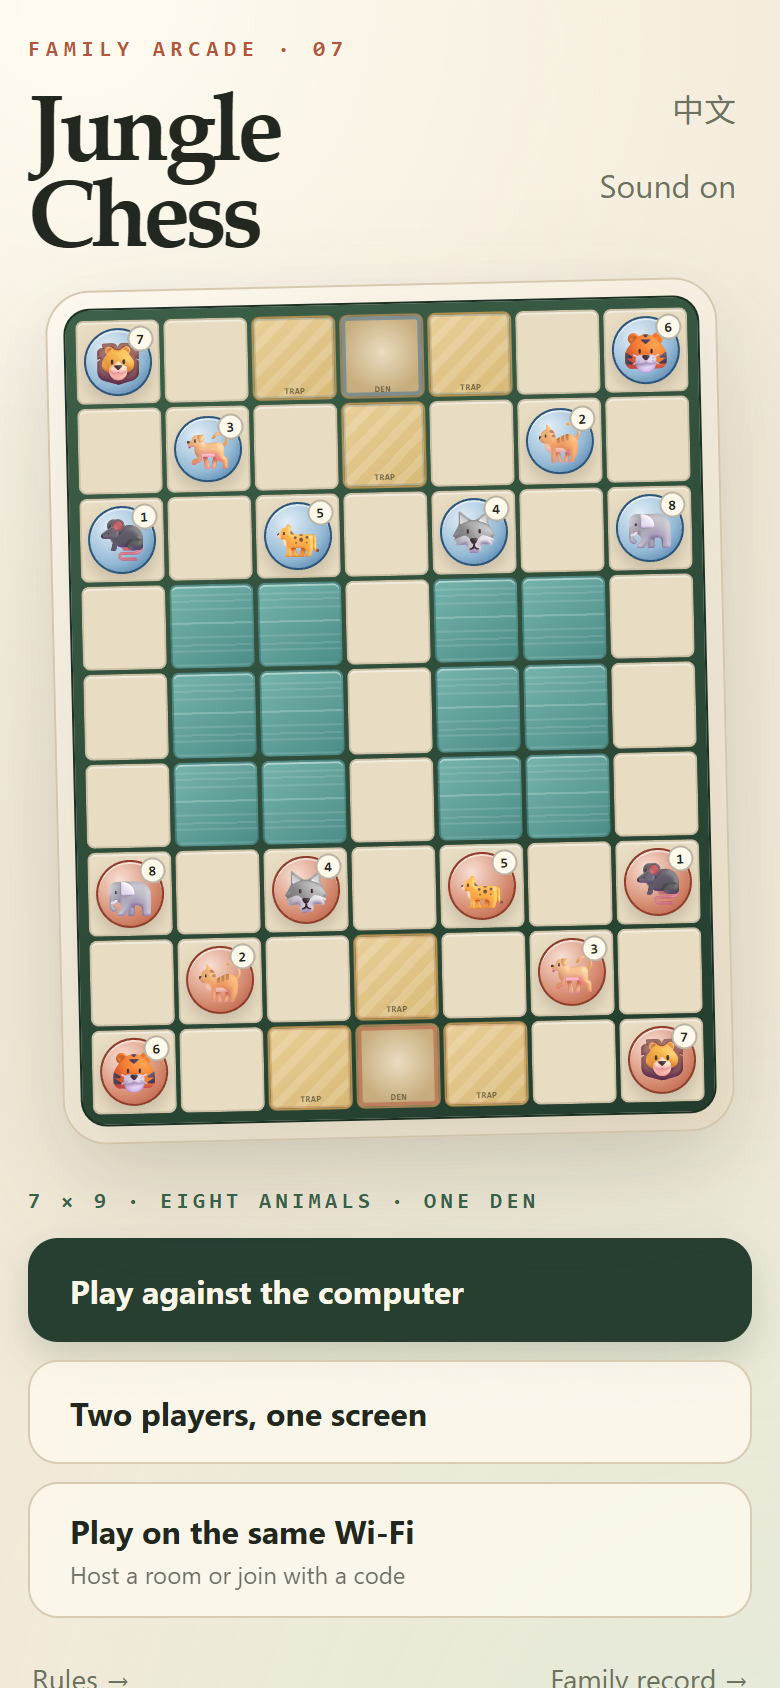 FAMILY ARCADE · 07
Jungle
Chess
中文
Sound on
7
TRAP
DEN
TRAP
6
3
TRAP
2
1
5
4
8
8
4
5
1
2
TRAP
3
6
TRAP
DEN
TRAP
7
7 × 9 · EIGHT ANIMALS · ONE DEN
Play against the computer
Two players, one screen
Play on the same Wi-Fi
Host a room or join with a code
Rules →
Family record →